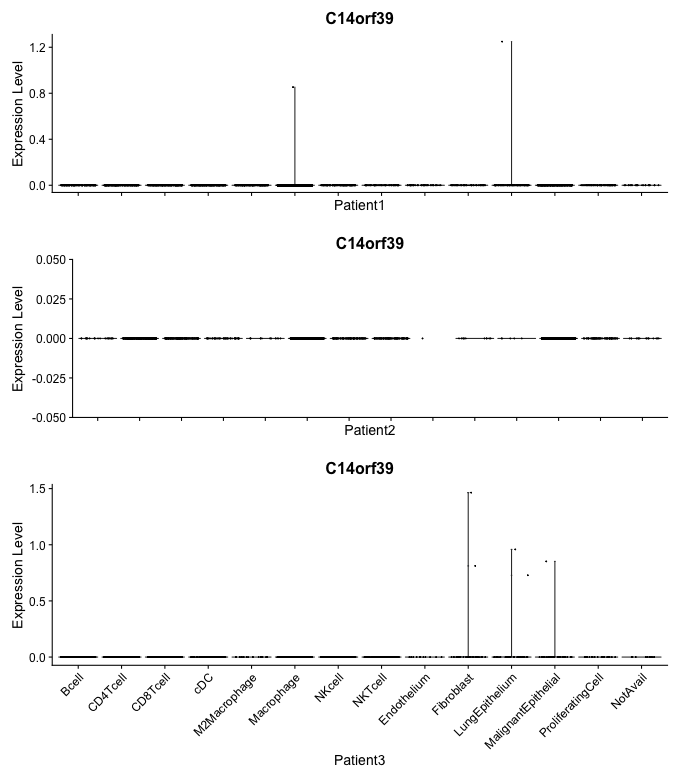 C14orf39
Expression Level
1.2
0.8
0.4
0.0
Patient1
C14orf39
Expression Level
0.050
0.025
0.000
-0.025
-0.050
Patient2
C14orf39
Expression Level
1.5
1.0
0.5
0.0
Bcell
CD4Tcell
CD8Tcell
cDC
M2Macrophage
Macrophage
NKcell
NKTcell
Endothelium
Fibroblast
LungEpithelium
MalignantEpithelial
ProliferatingCell
NotAvail
Patient3